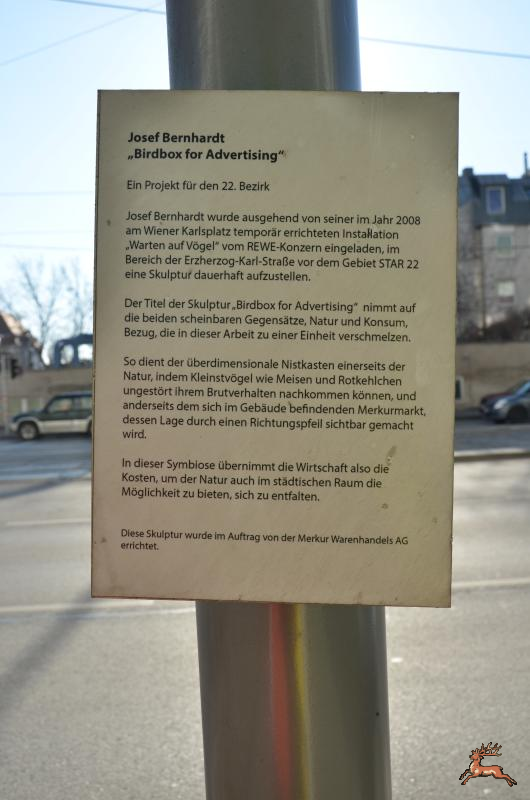 Josef Bernhardt
„Birdbox for Advertising“
Ein Projekt für den 22. Bezirk
Josef Bernhardt wurde ausgehend von seiner im Jahr 2008
am Wiener Karlsplatz temporär errichteten Installation
„Warten auf Vögel“ vom REWE-Konzern eingeladen, im
Bereich der Erzherzog-Karl-Straße vor dem Gebiet STAR 22
eine Skulptur dauerhaft aufzustellen.
Der Titel der Skulptur „Birdbox for Advertising“ nimmt auf
die beiden scheinbaren Gegensätze, Natur und Konsum,
Bezug, die in dieser Arbeit zu einer Einheit verschmelzen.
So dient der überdimensionale Nistkasten einerseits der
Natur, indem Kleinstvögel wie Meisen und Rotkehlchen
ungestört ihrem Brutverhalten nachkommen können, und
anderseits dem sich im Gebäude befindenden Merkurmarkt,
dessen Lage durch einen Richtungspfeil sichtbar gemacht
wird.
In dieser Symbiose übernimmt die Wirtschaft also die
Kosten, um der Natur auch im städtischen Raum die
Möglichkeit zu bieten, sich zu entfalten.
Diese Skulptur wurde im Auftrag von der Merkur Warenhandels AG
errichtet.